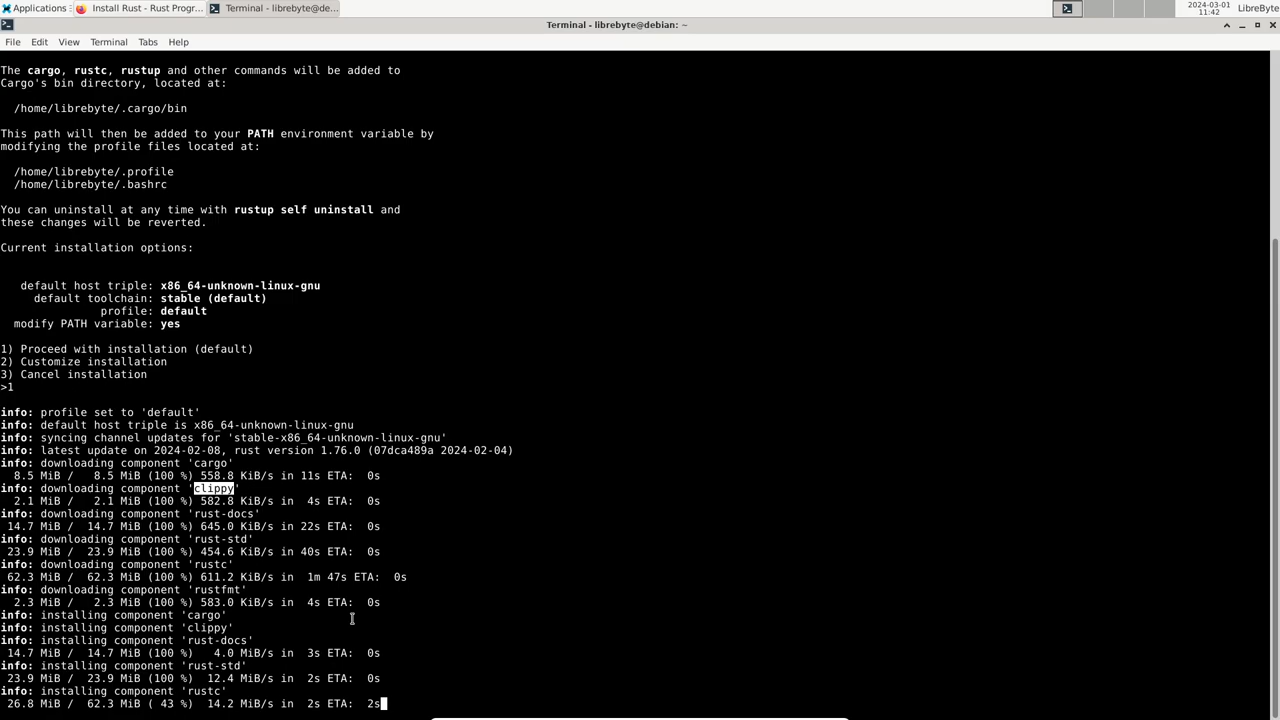 Applications
Install Rust - Rust Progr...
Terminal - librebyte@de...
2024-03-01
11:42
LibreByte
Terminal - librebyte@debian: ~
File Edit View Terminal Tabs Help
The cargo, rustc, rustup and other commands will be added to
Cargo's bin directory, located at:
/home/librebyte/.cargo/bin
This path will then be added to your PATH environment variable by
modifying the profile files located at:
/home/librebyte/.profile
/home/librebyte/.bashrc
You can uninstall at any time with rustup self uninstall and
these changes will be reverted.
Current installation options:
default host triple: x86_64-unknown-linux-gnu
default toolchain: stable (default)
profile: default
modify PATH variable: yes
1) Proceed with installation (default)
2) Customize installation
3) Cancel installation
>1
info: profile set to 'default'
info: default host triple is x86_64-unknown-linux-gnu
info: syncing channel updates for 'stable-x86_64-unknown-linux-gnu'
info: latest update on 2024-02-08, rust version 1.76.0 (07dca489a 2024-02-04)
info: downloading component 'cargo'
8.5 MiB / 8.5 MiB (100 %) 558.8 KiB/s in 11s ETA: 0s
info: downloading component 'clippy'
2.1 MiB / 2.1 MiB (100 %) 582.8 KiB/s in 4s ETA: 0s
info: downloading component 'rust-docs'
14.7 MiB / 14.7 MiB (100 %) 645.0 KiB/s in 22s ETA: 0s
info: downloading component 'rust-std'
23.9 MiB / 23.9 MiB (100 %) 454.6 KiB/s in 40s ETA: 0s
info: downloading component 'rustc'
62.3 MiB / 62.3 MiB (100 %) 611.2 KiB/s in 1m 47s ETA: 0s
info: downloading component 'rustfmt'
2.3 MiB / 2.3 MiB (100 %) 583.0 KiB/s in 4s ETA: 0s
info: installing component 'cargo'
info: installing component 'clippy'
info: installing component 'rust-docs'
14.7 MiB / 14.7 MiB (100 %) 4.0 MiB/s in 3s ETA: 0s
info: installing component 'rust-std'
23.9 MiB / 23.9 MiB (100 %) 12.4 MiB/s in 2s ETA: 0s
info: installing component 'rustc'
26.8 MiB / 62.3 MiB ( 43 %) 14.2 MiB/s in 2s ETA: 2s